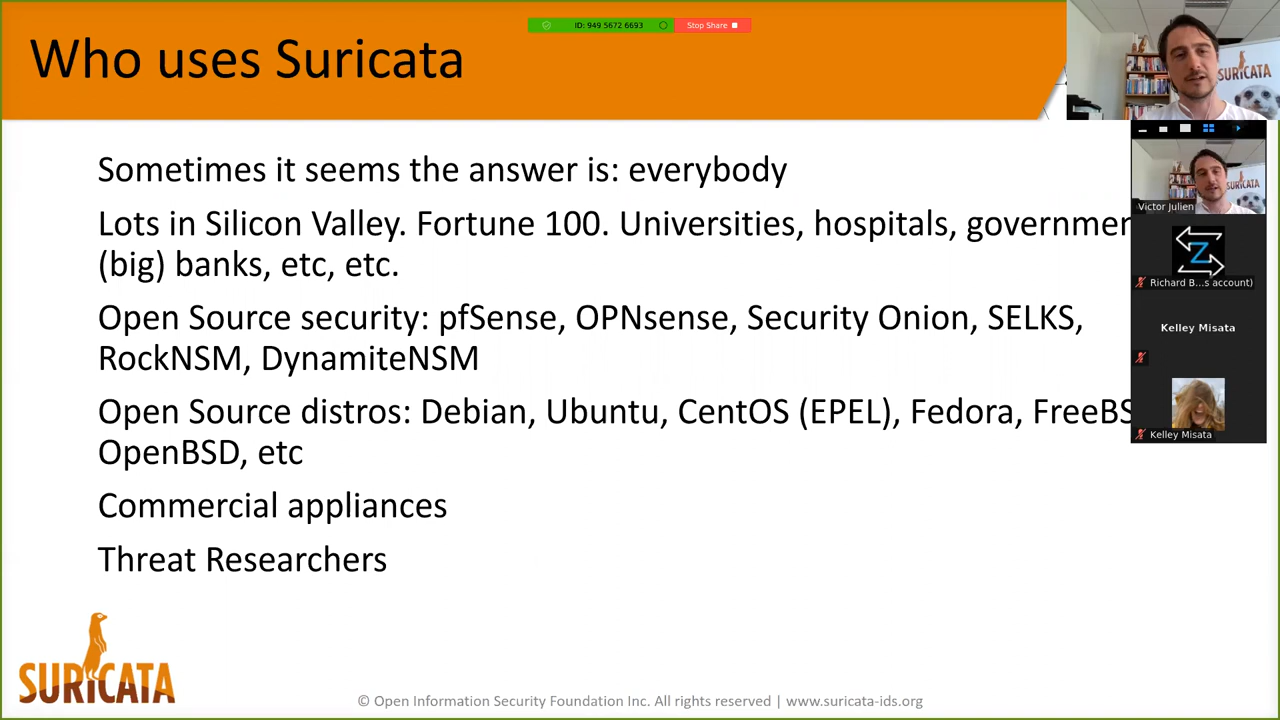 ID: 949 5672 6693
Stop Share
Who uses Suricata
SURICATA
Sometimes it seems the answer is: everybody
Lots in Silicon Valley. Fortune 100. Universities, hospitals,
(big) banks, etc, etc.
Open Source security: pfSense, OPNsense, Security Onion, SELKS,
RockNSM, DynamiteNSM
Open Source distros: Debian, Ubuntu, CentOS (EPEL), Fedora,
OpenBSD, etc
Commercial appliances
Threat Researchers
SURICATA
Victor Julien
Z
Richard B...s account)
Kelley Misata
Kelley Misata
SURICATA
© Open Information Security Foundation Inc. All rights reserved | www.suricata-ids.org